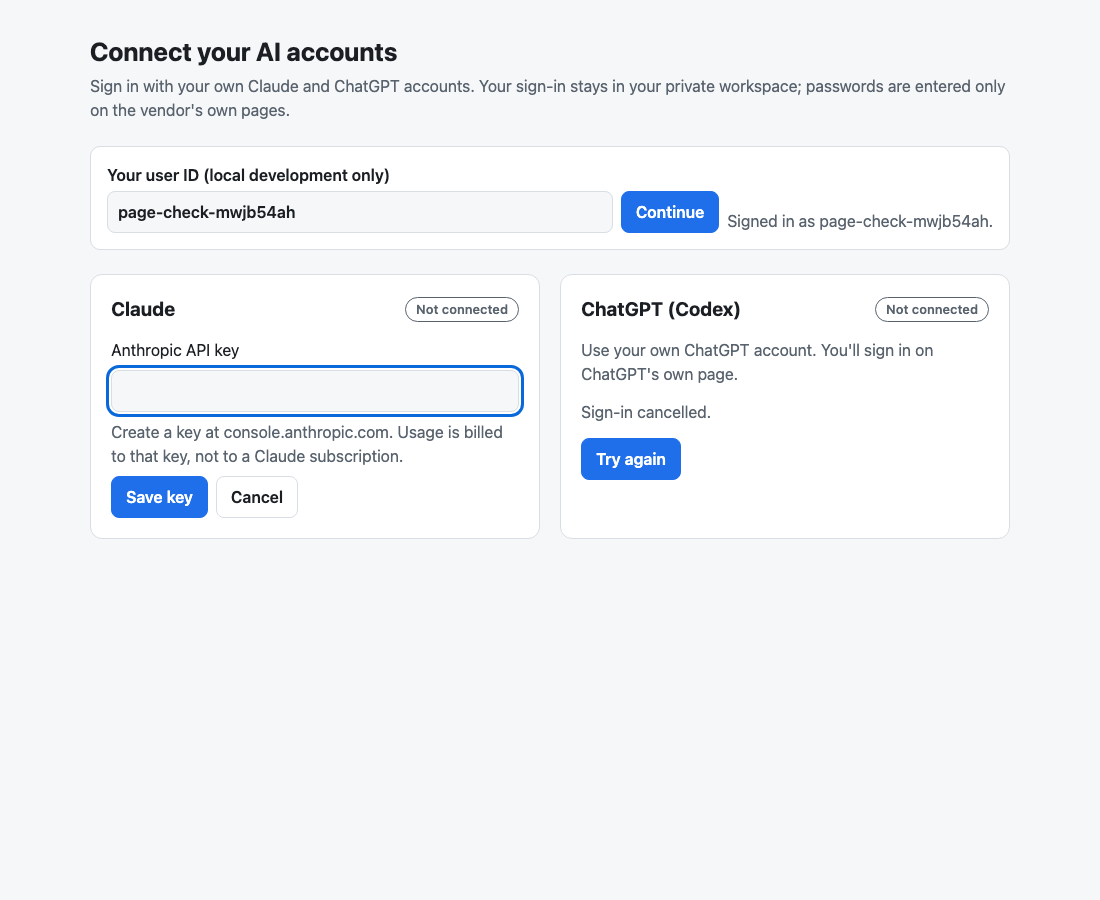 Connect your AI accounts
Sign in with your own Claude and ChatGPT accounts. Your sign-in stays in your private workspace; passwords are entered only
on the vendor's own pages.
Your user ID (local development only)
page-check-mwjb54ah
Continue
Signed in as page-check-mwjb54ah.
Claude
Not connected
Anthropic API key
Create a key at console.anthropic.com. Usage is billed
to that key, not to a Claude subscription.
Save key
Cancel
ChatGPT (Codex)
Not connected
Use your own ChatGPT account. You'll sign in on
ChatGPT's own page.
Sign-in cancelled.
Try again